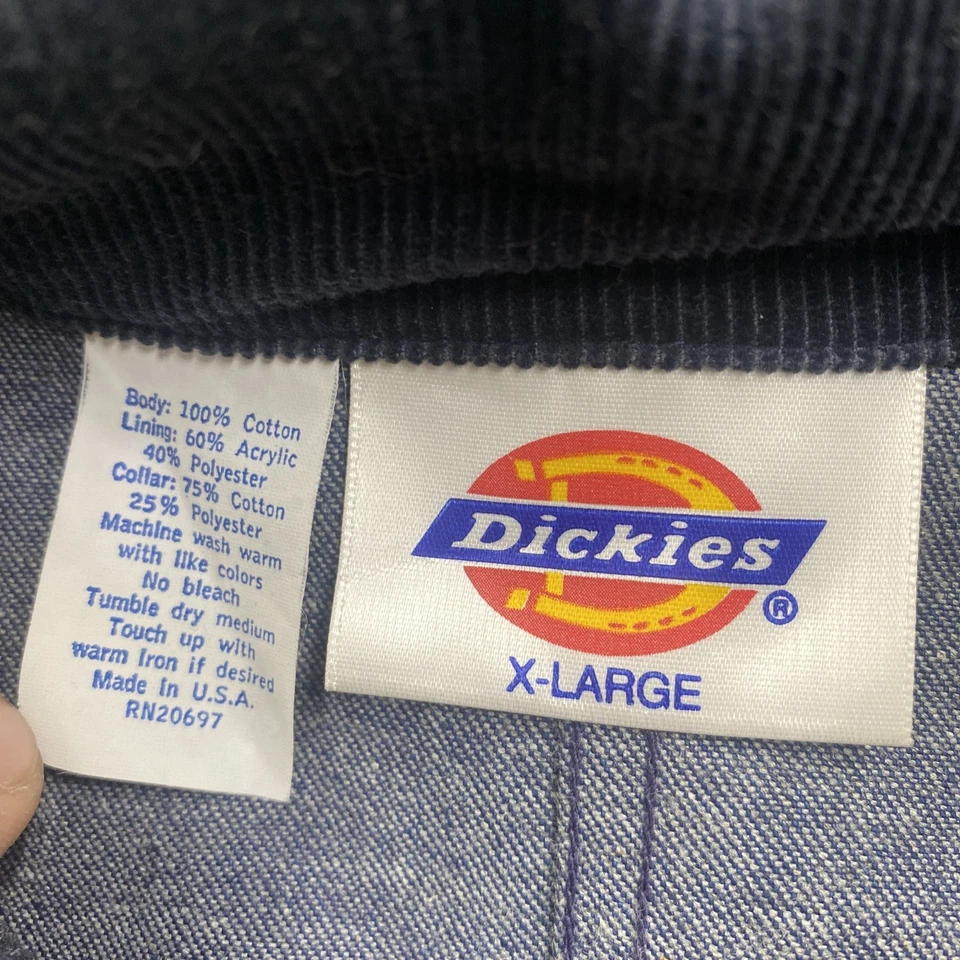 Body: 100% Cotton
Lining: 60% Acrylic
40% Polyester
Collar: 75% Cotton
25% Polyester
Machine wash warm
with like colors
No bleach
Tumble dry medium
Touch up with
warm iron if desired
Made in U.S.A.
RN20697
Dickies
®
X-LARGE